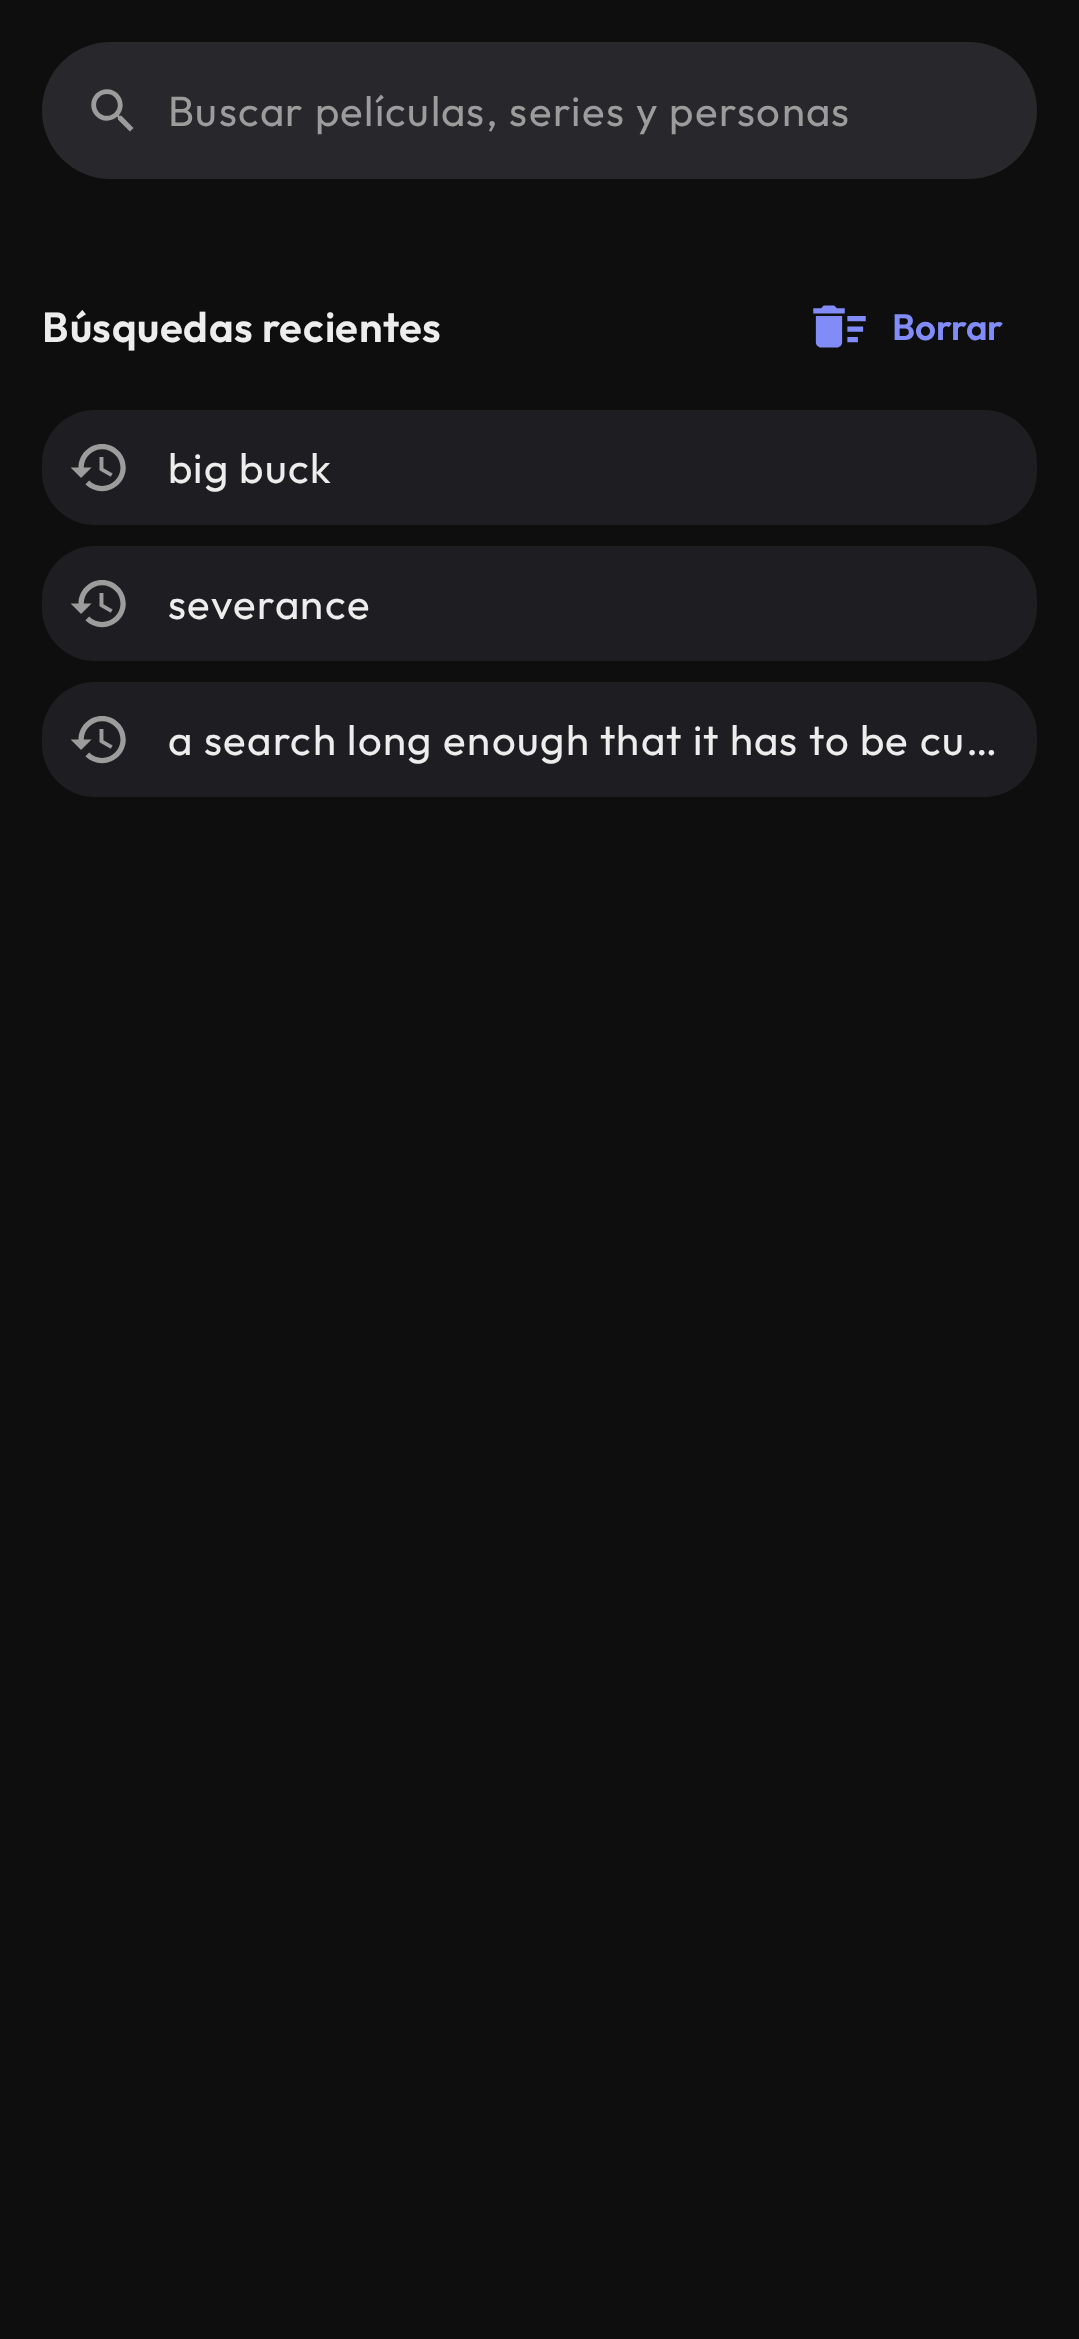 Buscar películas, series y personas
Búsquedas recientes
Borrar
big buck
severance
a search long enough that it has to be cu...